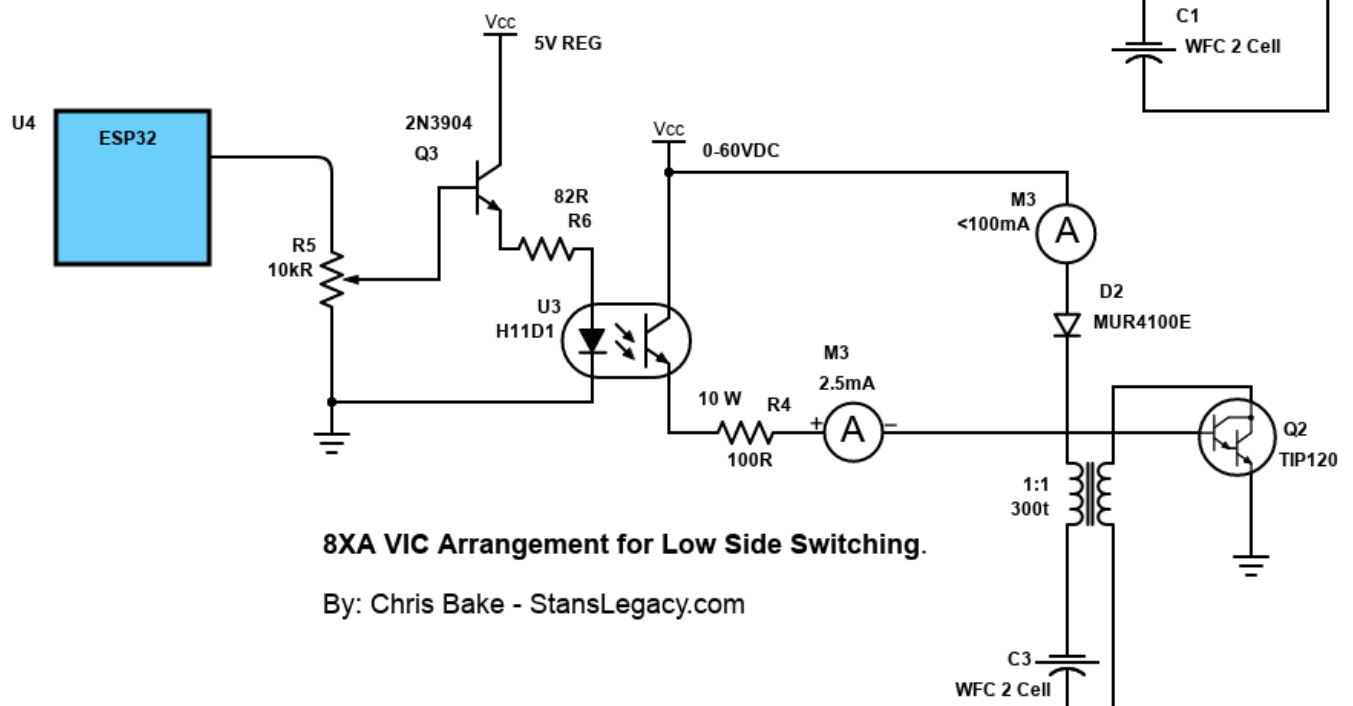 C1
WFC 2 Cell
Vcc
5V REG
U4
ESP32
2N3904
Q3
Vcc
0-60VDC
82R
R6
M3
<100mA
A
R5
10kR
U3
H11D1
D2
MUR4100E
M3
2.5mA
10 W
R4
+
A
−
100R
Q2
TIP120
1:1
300t
8XA VIC Arrangement for Low Side Switching.
By: Chris Bake - StansLegacy.com
C3
WFC 2 Cell